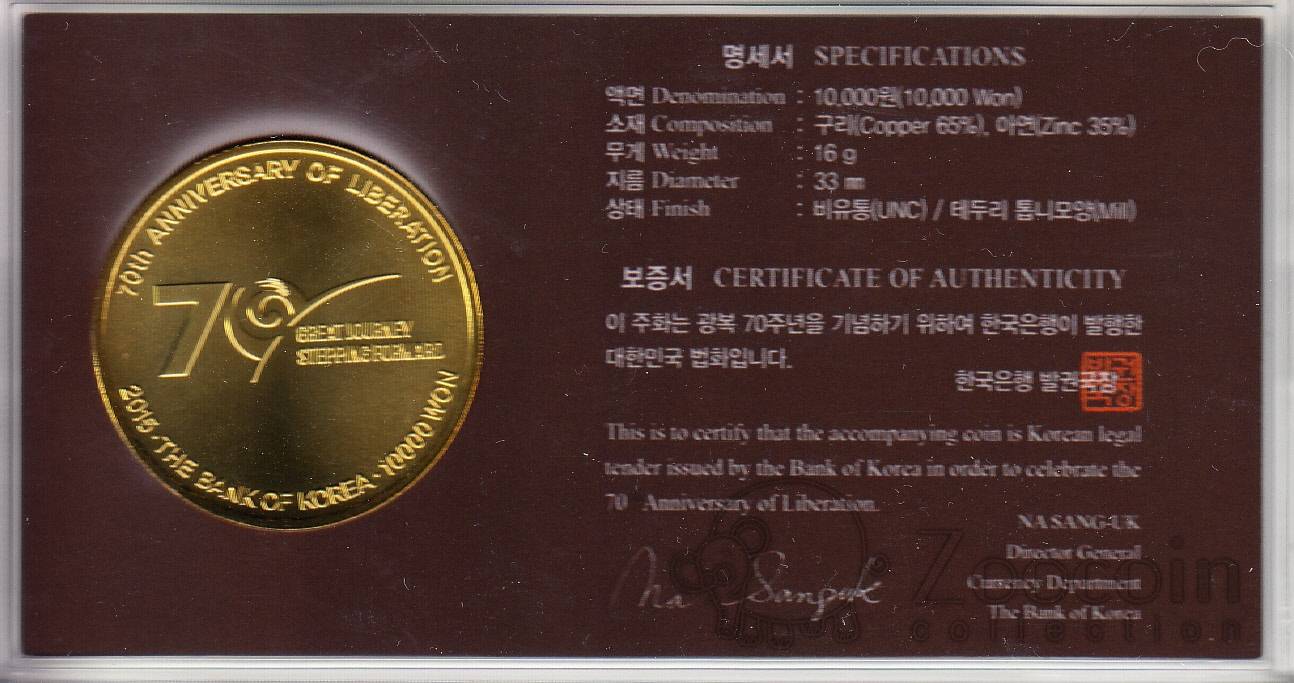 70th ANNIVERSARY OF LIBERATION
70
GREAT JOURNEY
STEPPING FORWARD
2015 · THE BANK OF KOREA · 10000 WON
명세서 SPECIFICATIONS
액면 Denomination : 10,000원(10,000 Won)
소재 Composition : 구리(Copper 65%), 아연(Zinc 35%)
무게 Weight : 16 g
지름 Diameter : 33 ㎜
상태 Finish : 비유통(UNC) / 테두리 톱니모양(Mill)
보증서 CERTIFICATE OF AUTHENTICITY
이 주화는 광복 70주년을 기념하기 위하여 한국은행이 발행한
대한민국 법화입니다.
한국은행 발권국장
This is to certify that the accompanying coin is Korean legal
tender issued by the Bank of Korea in order to celebrate the
70 Anniversary of Liberation.
NA SANG-UK
Director General
Currency Department
The Bank of Korea
Na Sanguk
Zoocoin
collection